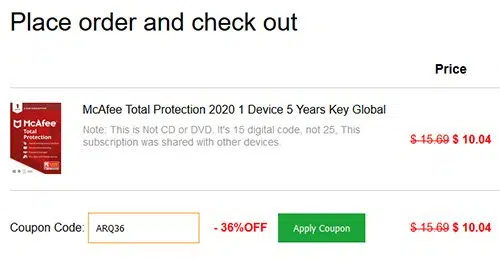 Place order and check out
Price
McAfee Total Protection 2020 1 Device 5 Years Key Global
Note: This is Not CD or DVD. It's 15 digital code, not 25, This
subscription was shared with other devices.
$ 15.69 $ 10.04
1
McAfee
Total
Protection
Coupon Code: ARQ36 - 36%OFF Apply Coupon $ 15.69 $ 10.04